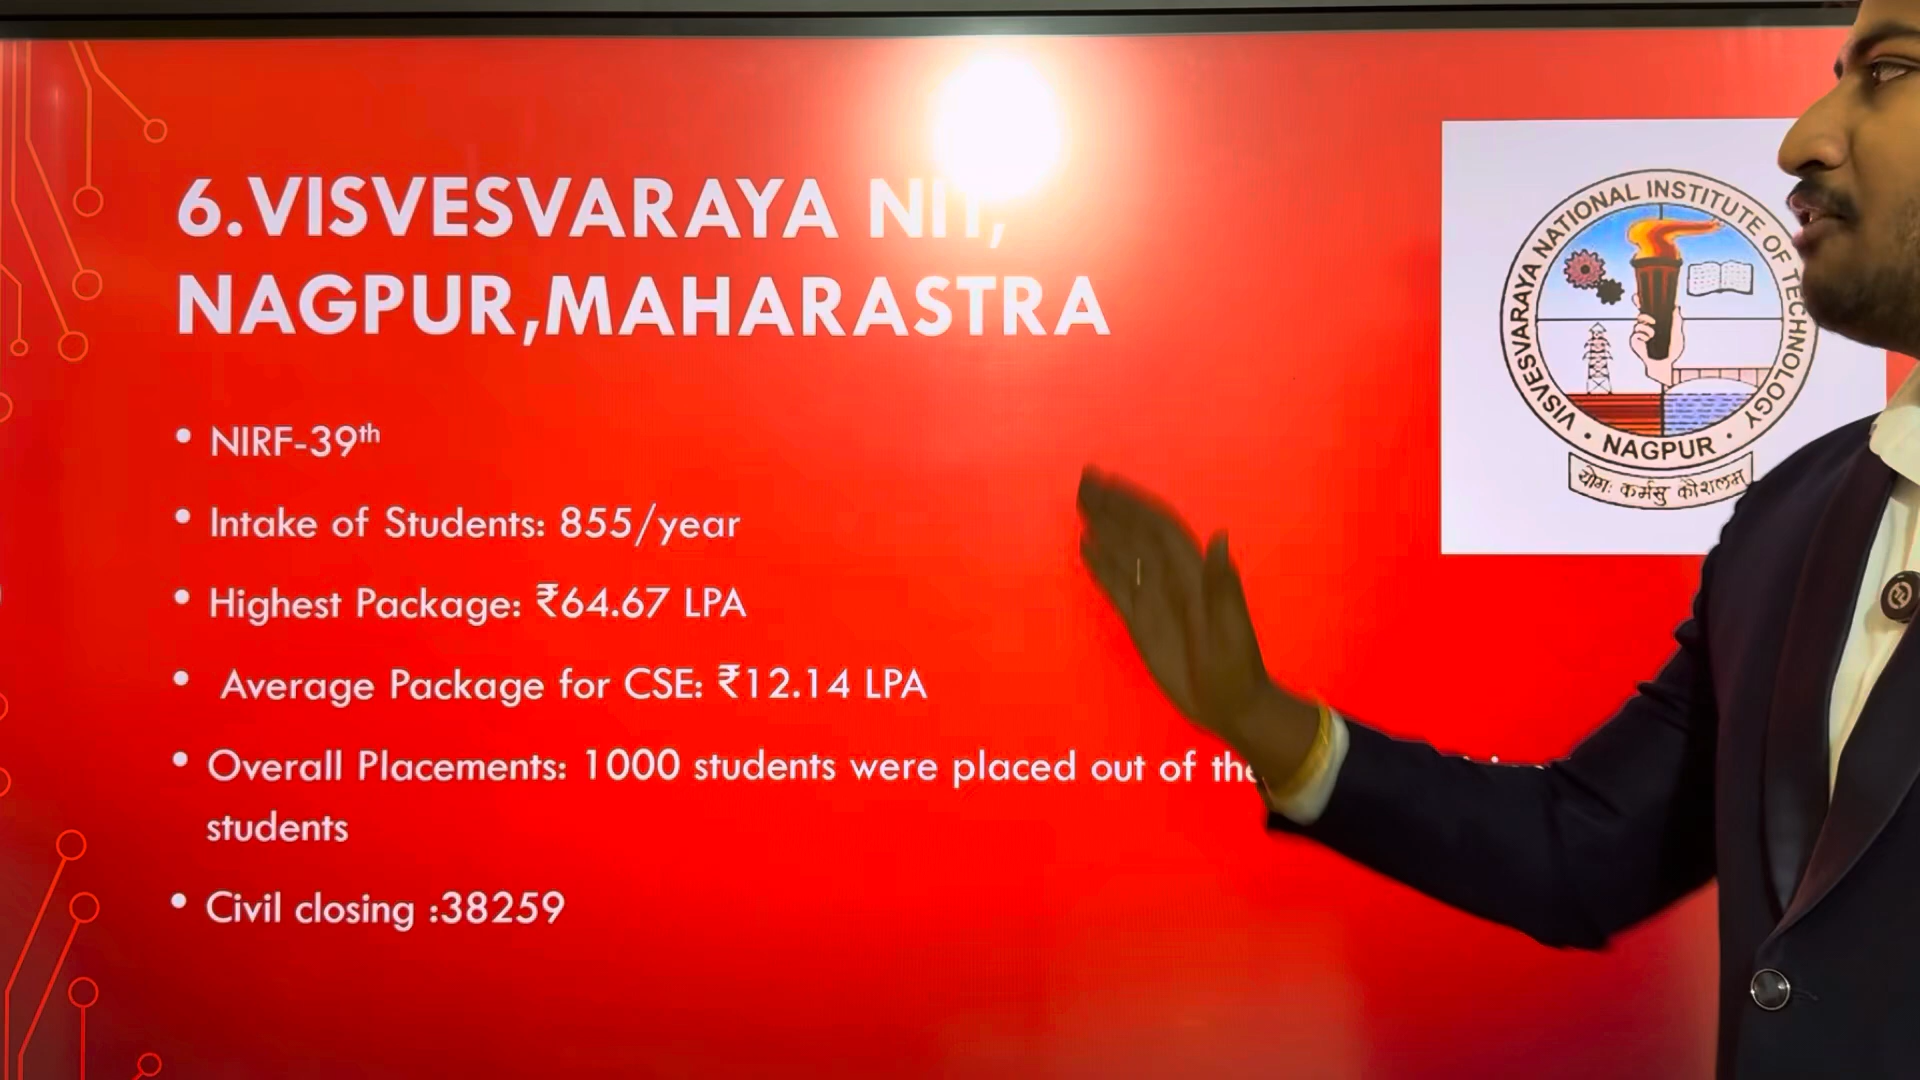 6.VISVESVARAYA NIT,
NAGPUR,MAHARASTRA
• NIRF-39th
• Intake of Students: 855/year
• Highest Package: ₹64.67 LPA
• Average Package for CSE: ₹12.14 LPA
• Overall Placements: 1000 students were placed out of the
students
• Civil closing :38259
VISVESVARAYA NATIONAL INSTITUTE OF TECHNOLOGY
• NAGPUR •
योगः कर्मसु कौशलम्